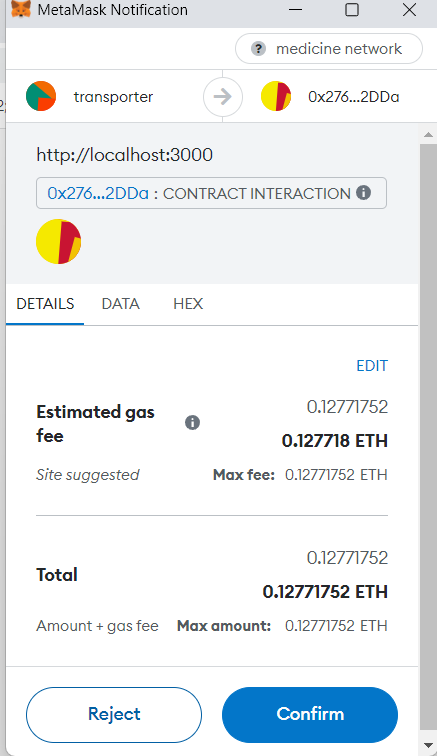 MetaMask Notification
? medicine network
transporter
0x276...2DDa
http://localhost:3000
0x276...2DDa : CONTRACT INTERACTION
DETAILS DATA HEX
EDIT
Estimated gas fee
0.12771752
0.127718 ETH
Site suggested
Max fee: 0.12771752 ETH
0.12771752
Total
0.12771752 ETH
Amount + gas fee
Max amount: 0.12771752 ETH
Reject
Confirm